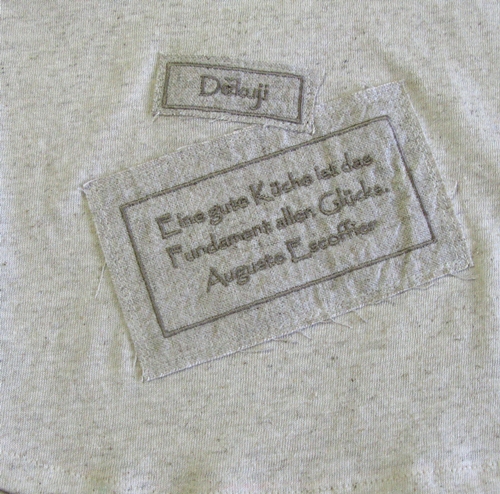 Děkuji
Eine gute Küche ist das
Fundament allen Glücks.
Auguste Escoffier